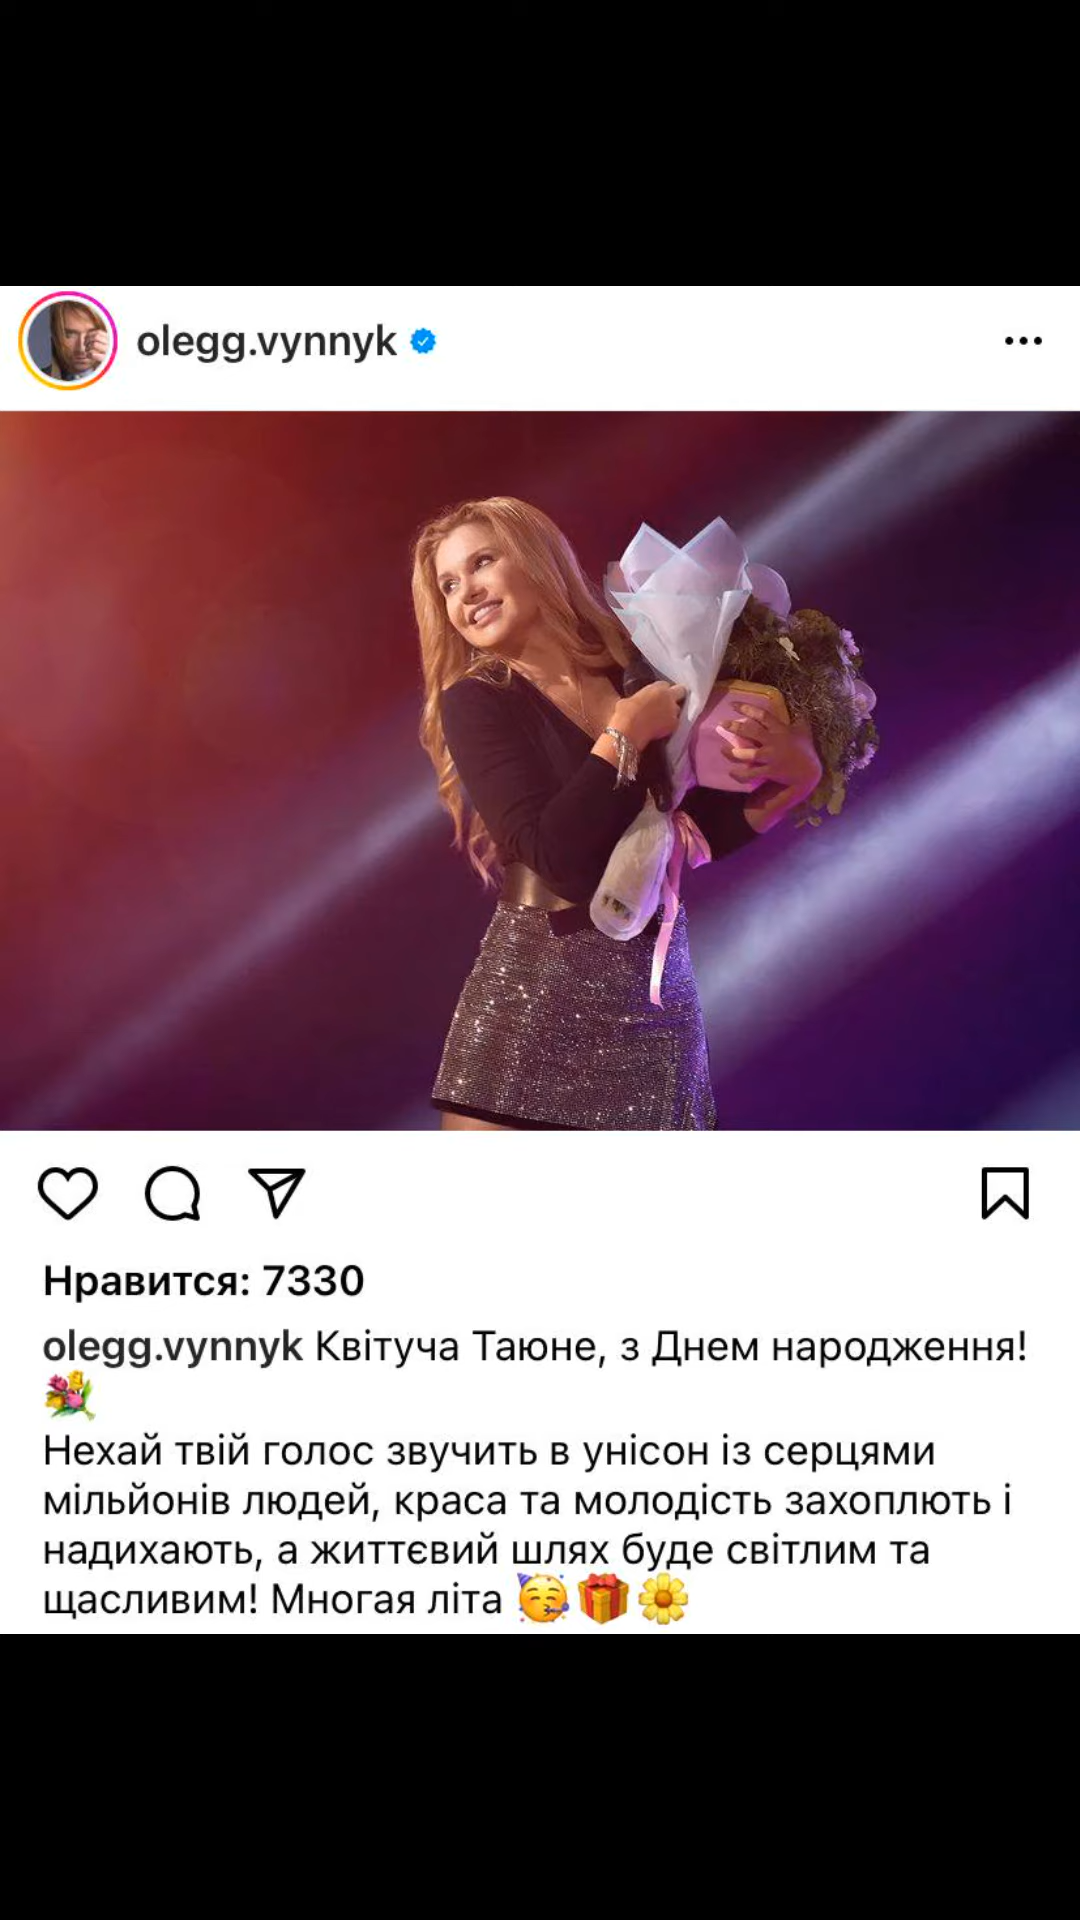 olegg.vynnyk
Нравится: 7330
olegg.vynnyk Квітуча Таюне, з Днем народження!
💐
Нехай твій голос звучить в унісон із серцями
мільйонів людей, краса та молодість захоплють і
надихають, а життєвий шлях буде світлим та
щасливим! Многая літа 🥳🎁🌼